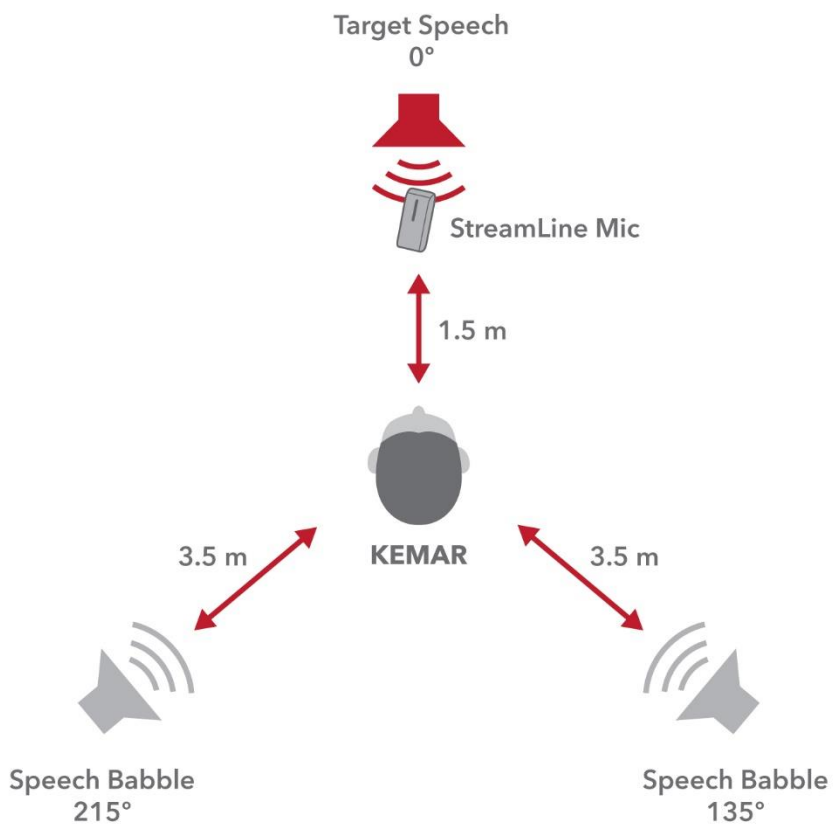 Target Speech
0°
StreamLine Mic
1.5 m
3.5 m
KEMAR
3.5 m
Speech Babble
215°
Speech Babble
135°